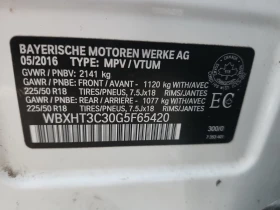 BAYERISCHE MOTOREN WERKE AG
05/2016 TYPE: MPV / VTUM
GVWR / PNBV: 2141 kg
GAWR / PNBE: FRONT / AVANT - 1120 kg WITH/AVEC
225/50 R18 TIRES/PNEUS, 7.5Jx18 RIMS/JANTES
GAWR / PNBE: REAR / ARRIERE - 1077 kg WITH/AVEC
225/50 R18 TIRES/PNEUS, 7.5Jx18 RIMS/JANTES
EC
WBXHT3C30G5F65420
300/0